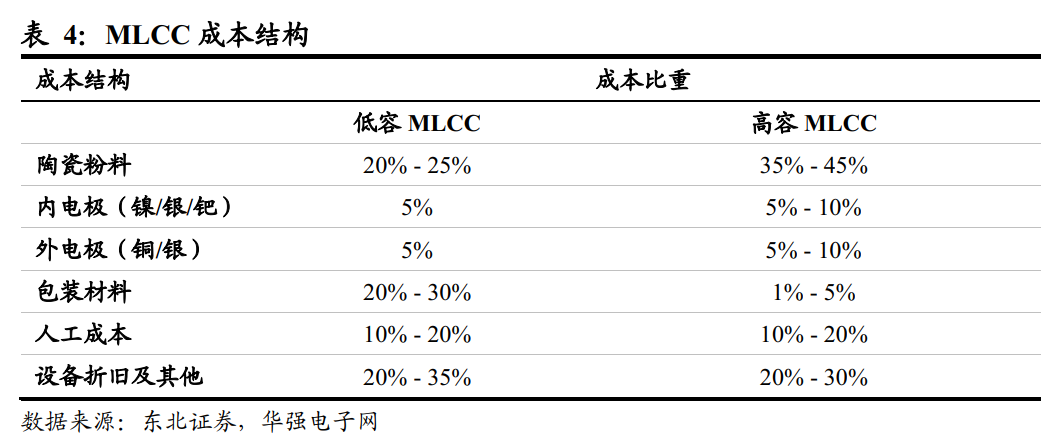 表 4：MLCC 成本结构
成本结构 成本比重
低容 MLCC 高容 MLCC
陶瓷粉料 20% - 25% 35% - 45%
内电极（镍/银/钯） 5% 5% - 10%
外电极（铜/银） 5% 5% - 10%
包装材料 20% - 30% 1% - 5%
人工成本 10% - 20% 10% - 20%
设备折旧及其他 20% - 35% 20% - 30%
数据来源：东北证券，华强电子网